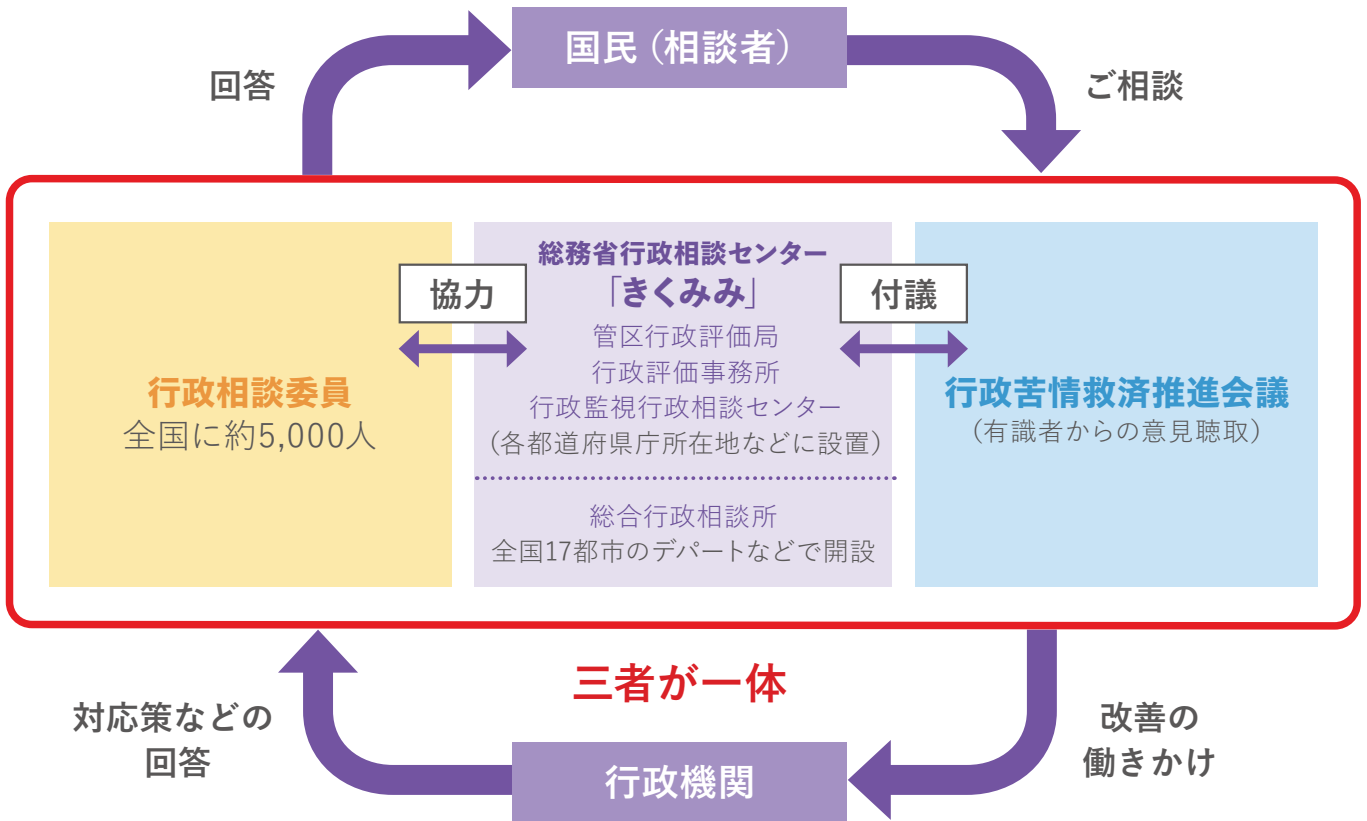 国民（相談者）
回答
ご相談
総務省行政相談センター
「きくみみ」
協力
付議
管区行政評価局
行政評価事務所
行政監視行政相談センター
（各都道府県庁所在地などに設置）
行政相談委員
全国に約5,000人
行政苦情救済推進会議
（有識者からの意見聴取）
総合行政相談所
全国17都市のデパートなどで開設
三者が一体
対応策などの
回答
改善の
働きかけ
行政機関